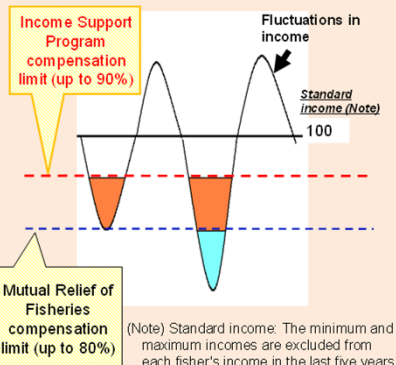 Income Support
Program
compensation
limit (up to 90%)
Fluctuations in
income
Standard
income (Note)
100
Mutual Relief of
Fisheries
compensation
limit (up to 80%)
(Note) Standard income: The minimum and
maximum incomes are excluded from
each fisher's income in the last five years